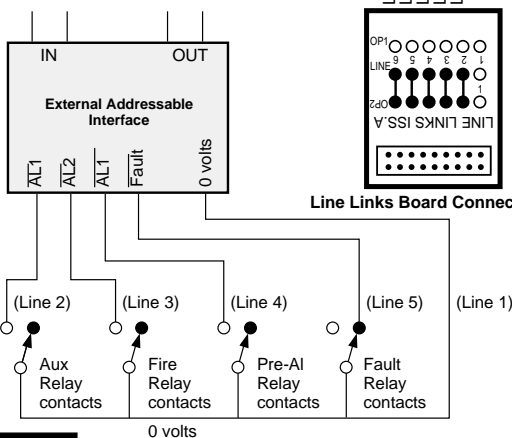 IN OUT
External Addressable
Interface
AL1 AL2 AL1 Fault 0 volts
OP1
6 5 4 3 2 1
LINE
1
OP2
LINE LINKS ISS.A
Line Links Board Connec
(Line 2) (Line 3) (Line 4) (Line 5) (Line 1)
Aux
Relay
contacts
Fire
Relay
contacts
Pre-Al
Relay
contacts
Fault
Relay
contacts
0 volts